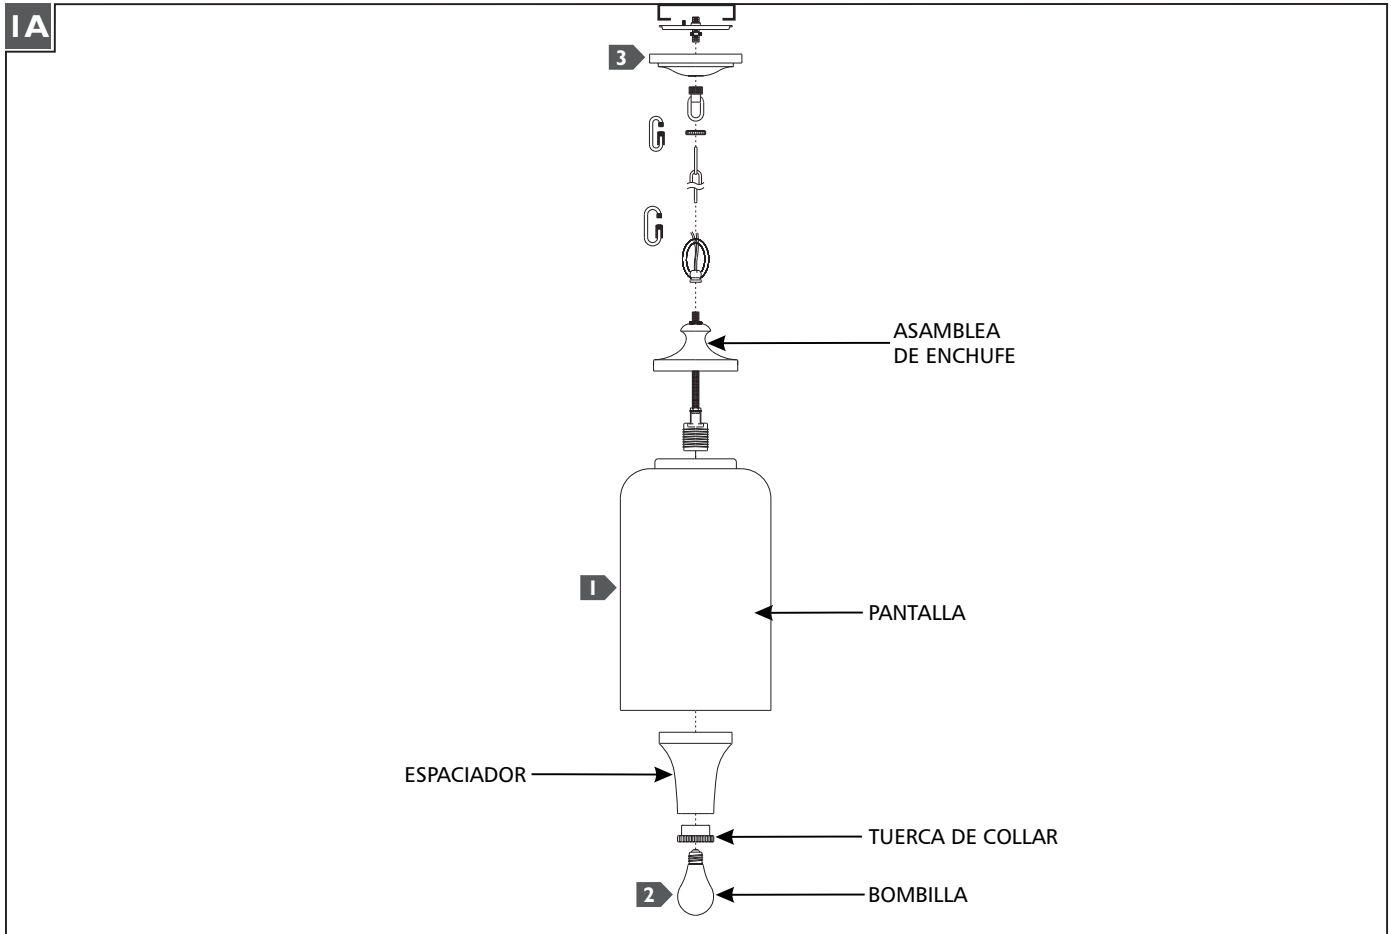 1A
3
ASAMBLEA
DE ENCHUFE
1
PANTALLA
ESPACIADOR
TUERCA DE COLLAR
2
BOMBILLA